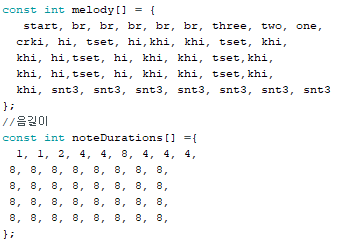 const int melody[] = {
start, br, br, br, br, br, three, two, one,
crki, hi, tset, hi,khi, khi, tset, khi,
khi, hi,tset, hi, khi, khi, tset,khi,
khi, hi,tset, hi, khi, khi, tset,khi,
khi, snt3, snt3, snt3, snt3, snt3, snt3, snt3
};
//음길이
const int noteDurations[] ={
1, 1, 2, 4, 4, 8, 4, 4, 4,
8, 8, 8, 8, 8, 8, 8, 8,
8, 8, 8, 8, 8, 8, 8, 8,
8, 8, 8, 8, 8, 8, 8, 8,
8, 8, 8, 8, 8, 8, 8, 8,
};